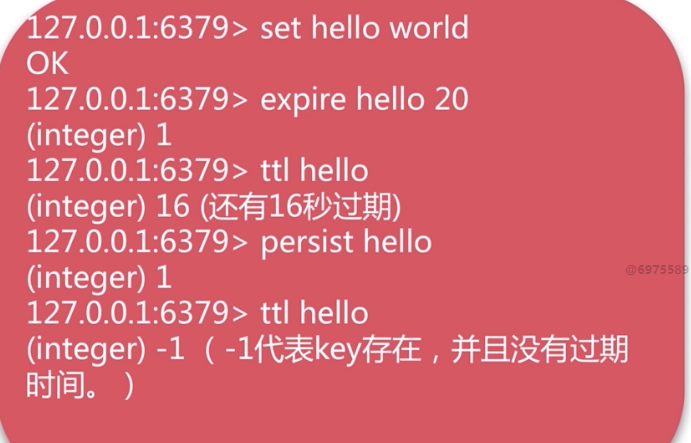 127.0.0.1:6379> set hello world
OK
127.0.0.1:6379> expire hello 20
(integer) 1
127.0.0.1:6379> ttl hello
(integer) 16 (还有16秒过期)
127.0.0.1:6379> persist hello
(integer) 1
@6975589
127.0.0.1:6379> ttl hello
(integer) -1 （ -1代表key存在，并且没有过期
时间。 ）